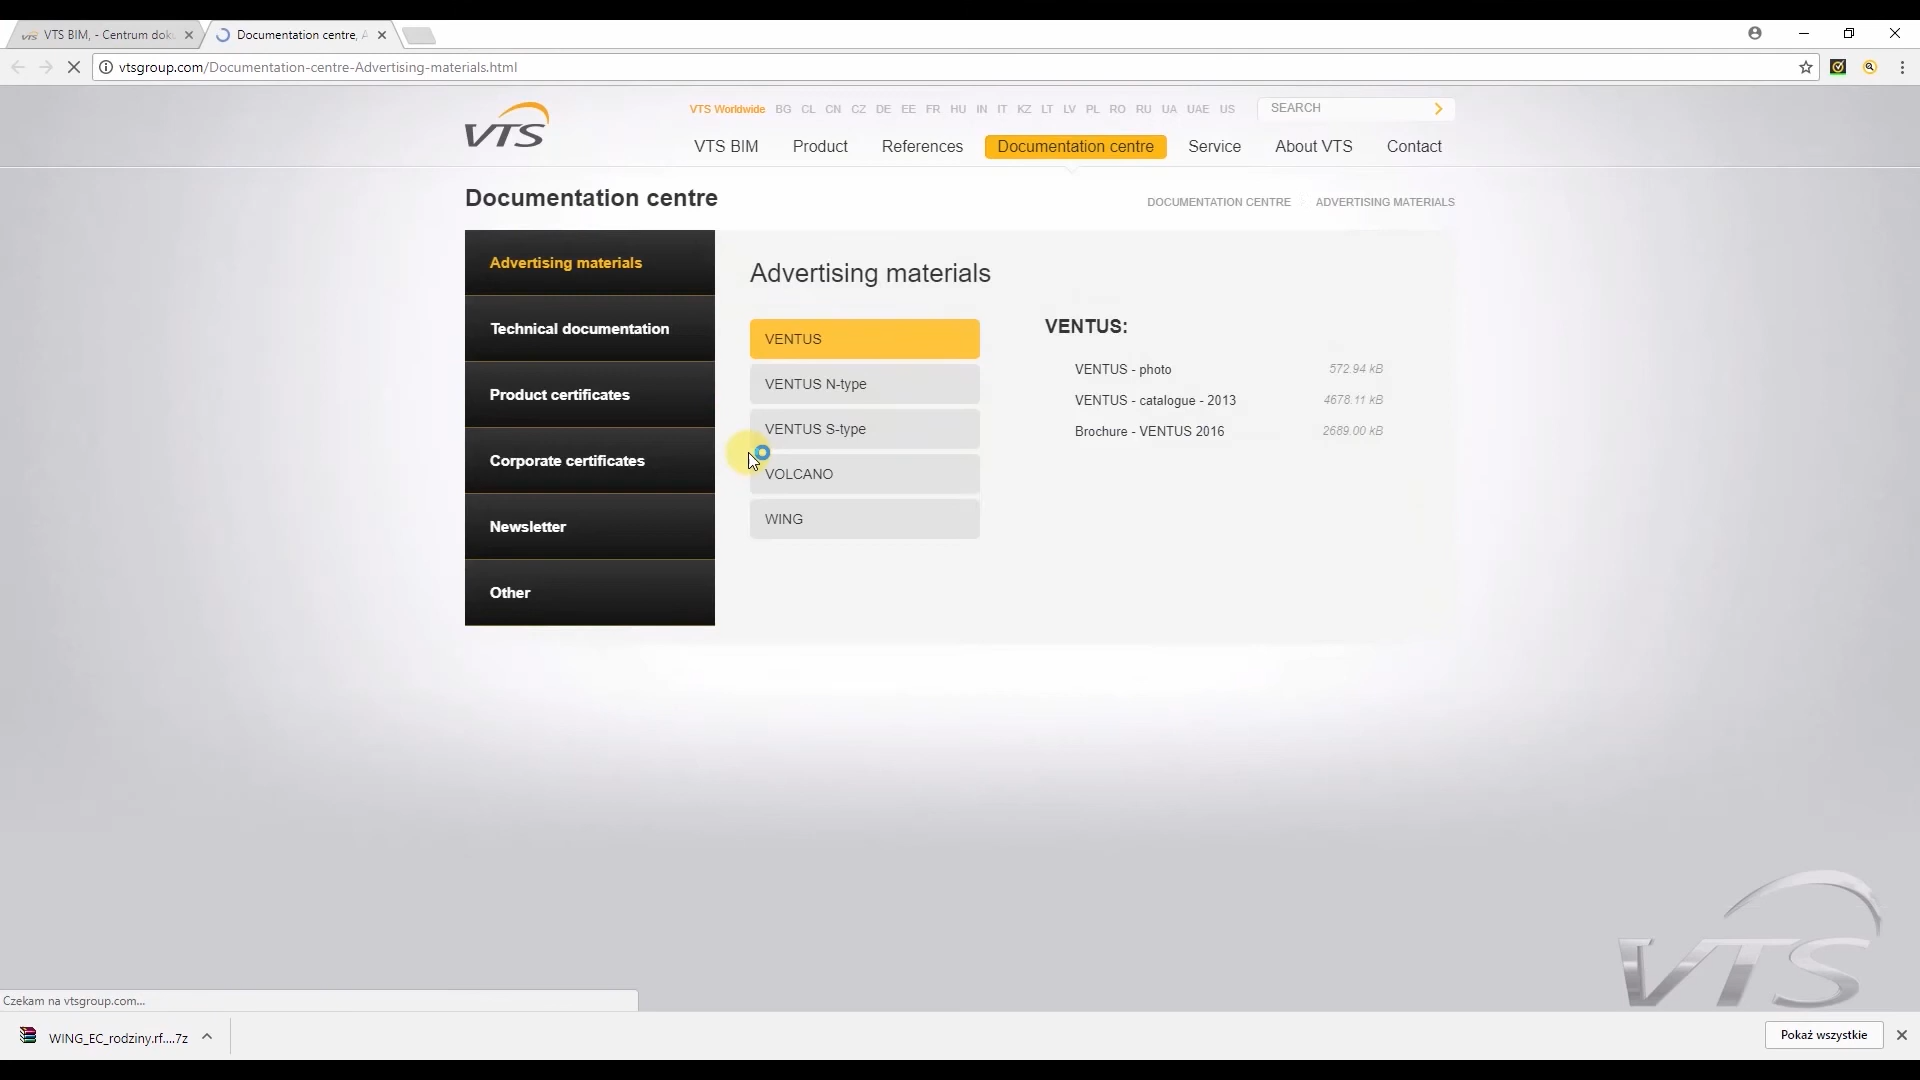 VTS BIM, - Centrum dok
Documentation centre, A
vtsgroup.com/Documentation-centre-Advertising-materials.html
VTS
VTS Worldwide BG CL CN CZ DE EE FR HU IN IT KZ LT LV PL RO RU UA UAE US
SEARCH
VTS BIM Product References Documentation centre Service About VTS Contact
Documentation centre
DOCUMENTATION CENTRE ADVERTISING MATERIALS
Advertising materials
Technical documentation
Product certificates
Corporate certificates
Newsletter
Other
Advertising materials
VENTUS
VENTUS N-type
VENTUS S-type
VOLCANO
WING
VENTUS:
VENTUS - photo 572.94 kB
VENTUS - catalogue - 2013 4678.11 kB
Brochure - VENTUS 2016 2689.00 kB
VTS
Czekam na vtsgroup.com...
WING_EC_rodziny.rf....7z
Pokaż wszystkie